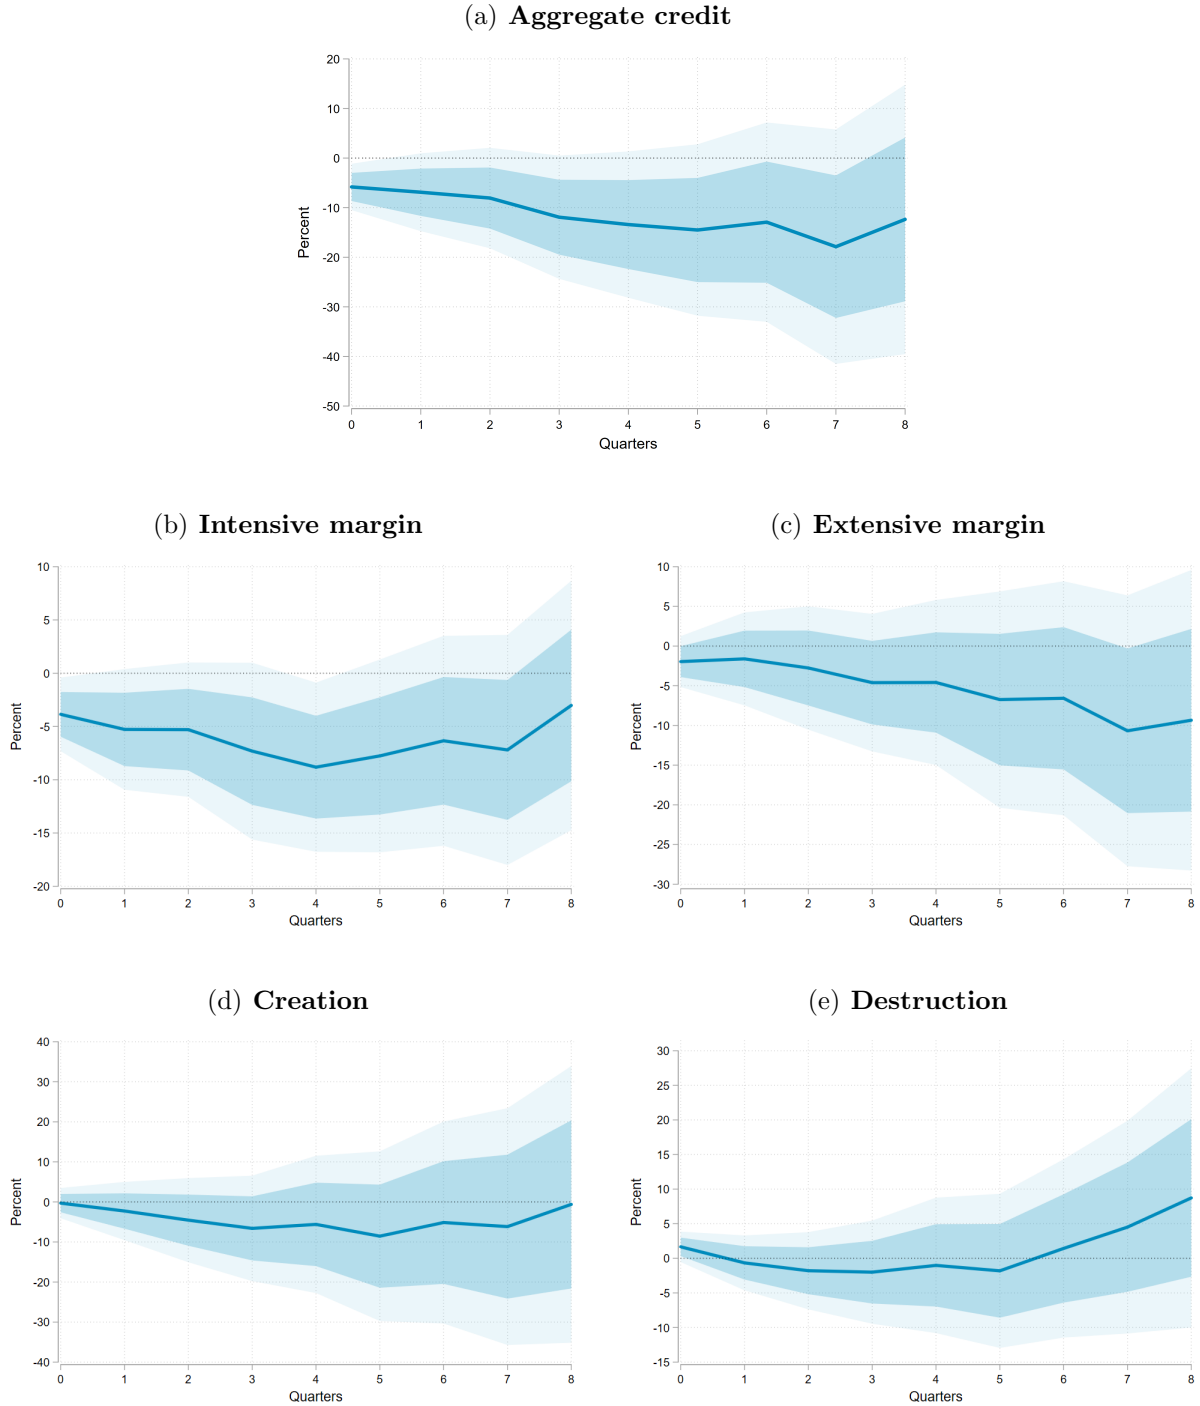 (a) Aggregate credit
20
10
0
-10
-20
-30
-40
-50
Percent
0 1 2 3 4 5 6 7 8
Quarters
(b) Intensive margin
10
5
0
-5
-10
-15
-20
Percent
0 1 2 3 4 5 6 7 8
Quarters
(c) Extensive margin
10
5
0
-5
-10
-15
-20
-25
-30
Percent
0 1 2 3 4 5 6 7 8
Quarters
(d) Creation
40
30
20
10
0
-10
-20
-30
-40
Percent
0 1 2 3 4 5 6 7 8
Quarters
(e) Destruction
30
25
20
15
10
5
0
-5
-10
-15
Percent
0 1 2 3 4 5 6 7 8
Quarters